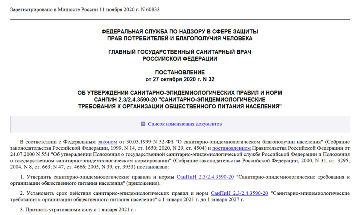 Зарегистрировано в Минюсте России 11 ноября 2020 г. N 60833
ФЕДЕРАЛЬНАЯ СЛУЖБА ПО НАДЗОРУ В СФЕРЕ ЗАЩИТЫ
ПРАВ ПОТРЕБИТЕЛЕЙ И БЛАГОПОЛУЧИЯ ЧЕЛОВЕКА
ГЛАВНЫЙ ГОСУДАРСТВЕННЫЙ САНИТАРНЫЙ ВРАЧ
РОССИЙСКОЙ ФЕДЕРАЦИИ
ПОСТАНОВЛЕНИЕ
от 27 октября 2020 г. N 32
ОБ УТВЕРЖДЕНИИ САНИТАРНО-ЭПИДЕМИОЛОГИЧЕСКИХ ПРАВИЛ И НОРМ
САНПИН 2.3/2.4.3590-20 "САНИТАРНО-ЭПИДЕМИОЛОГИЧЕСКИЕ
ТРЕБОВАНИЯ К ОРГАНИЗАЦИИ ОБЩЕСТВЕННОГО ПИТАНИЯ НАСЕЛЕНИЯ"
Список изменяющих документов
В соответствии с Федеральным законом от 30.03.1999 N 52-ФЗ "О санитарно-эпидемиологическом благополучии населения" (Собрание
законодательства Российской Федерации, 1999, N 14, ст. 1650; 2020, N 29, ст. 4504) и постановлением Правительства Российской Федерации от
24.07.2000 N 554 "Об утверждении Положения о государственной санитарно-эпидемиологической службе Российской Федерации и Положения
о государственном санитарно-эпидемиологическом нормировании" (Собрание законодательства Российской Федерации, 2000, N 31, ст. 3295,
2004, N 8, ст. 663; N 47, ст. 4666; 2005, N 39, ст. 3953) постановляю:
1. Утвердить санитарно-эпидемиологические правила и нормы СанПиН 2.3/2.4.3590-20 "Санитарно-эпидемиологические требования к
организации общественного питания населения" (приложение).
2. Установить срок действия санитарно-эпидемиологических правил и норм СанПиН 2.3/2.4.3590-20 "Санитарно-эпидемиологические
требования к организации общественного питания населения" с 1 января 2021 г. до 1 января 2027 г.
3. Признать утратившими силу с 1 января 2021 г.: